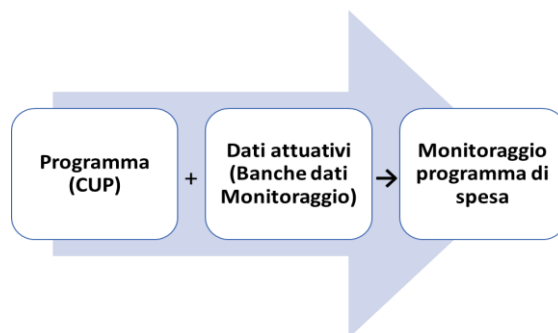 Programma
(CUP)
+
Dati attuativi
(Banche dati
Monitoraggio)
→
Monitoraggio
programma di
spesa